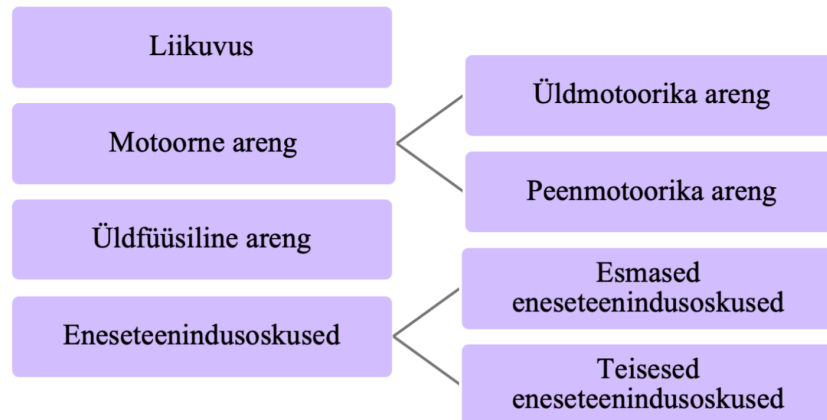 Liikuvus
Motoorne areng
Üldmotoorika areng
Peenmotoorika areng
Üldfüüsiline areng
Eneseteenindusoskused
Esmased
eneseteenindusoskused
Teisesed
eneseteenindusoskused